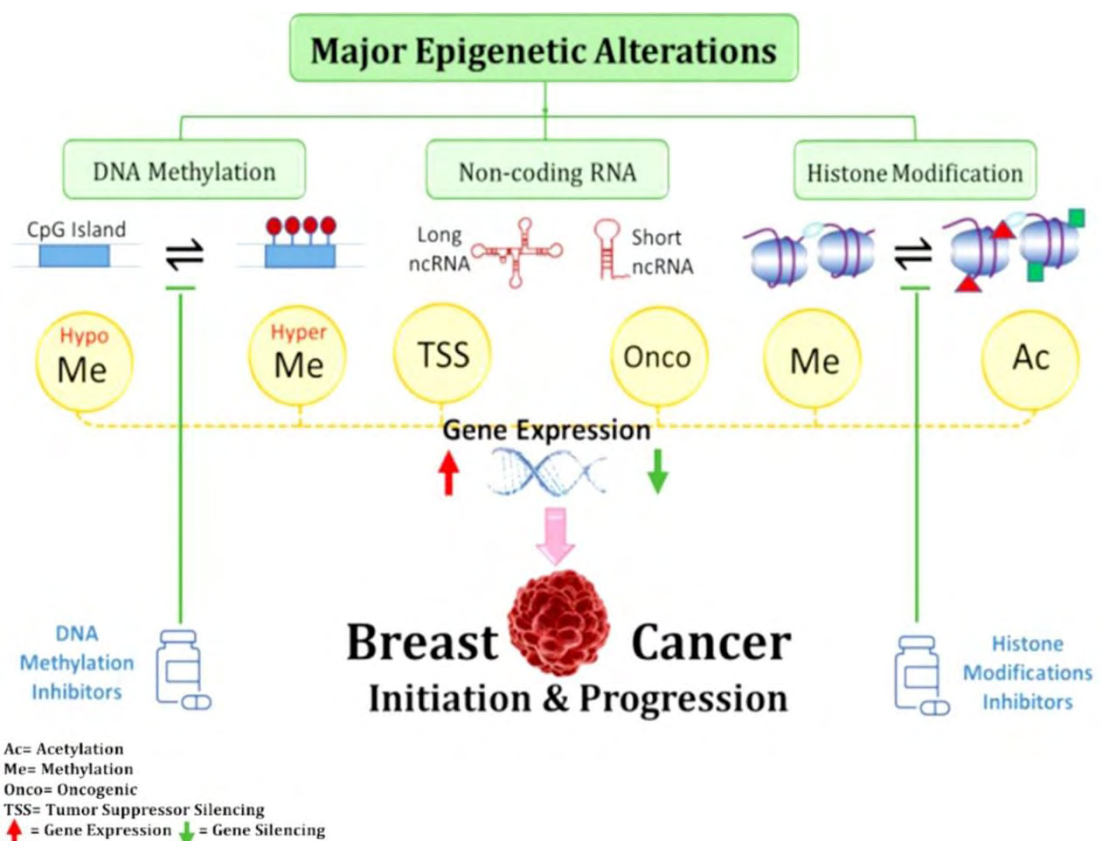 Major Epigenetic Alterations
DNA Methylation
Non-coding RNA
Histone Modification
CpG Island
Long
ncRNA
Short
ncRNA
Hypo
Me
Hyper
Me
TSS
Onco
Me
Ac
Gene Expression
Breast Cancer
Initiation & Progression
DNA
Methylation
Inhibitors
Histone
Modifications
Inhibitors
Ac= Acetylation
Me= Methylation
Onco= Oncogenic
TSS= Tumor Suppressor Silencing
= Gene Expression = Gene Silencing